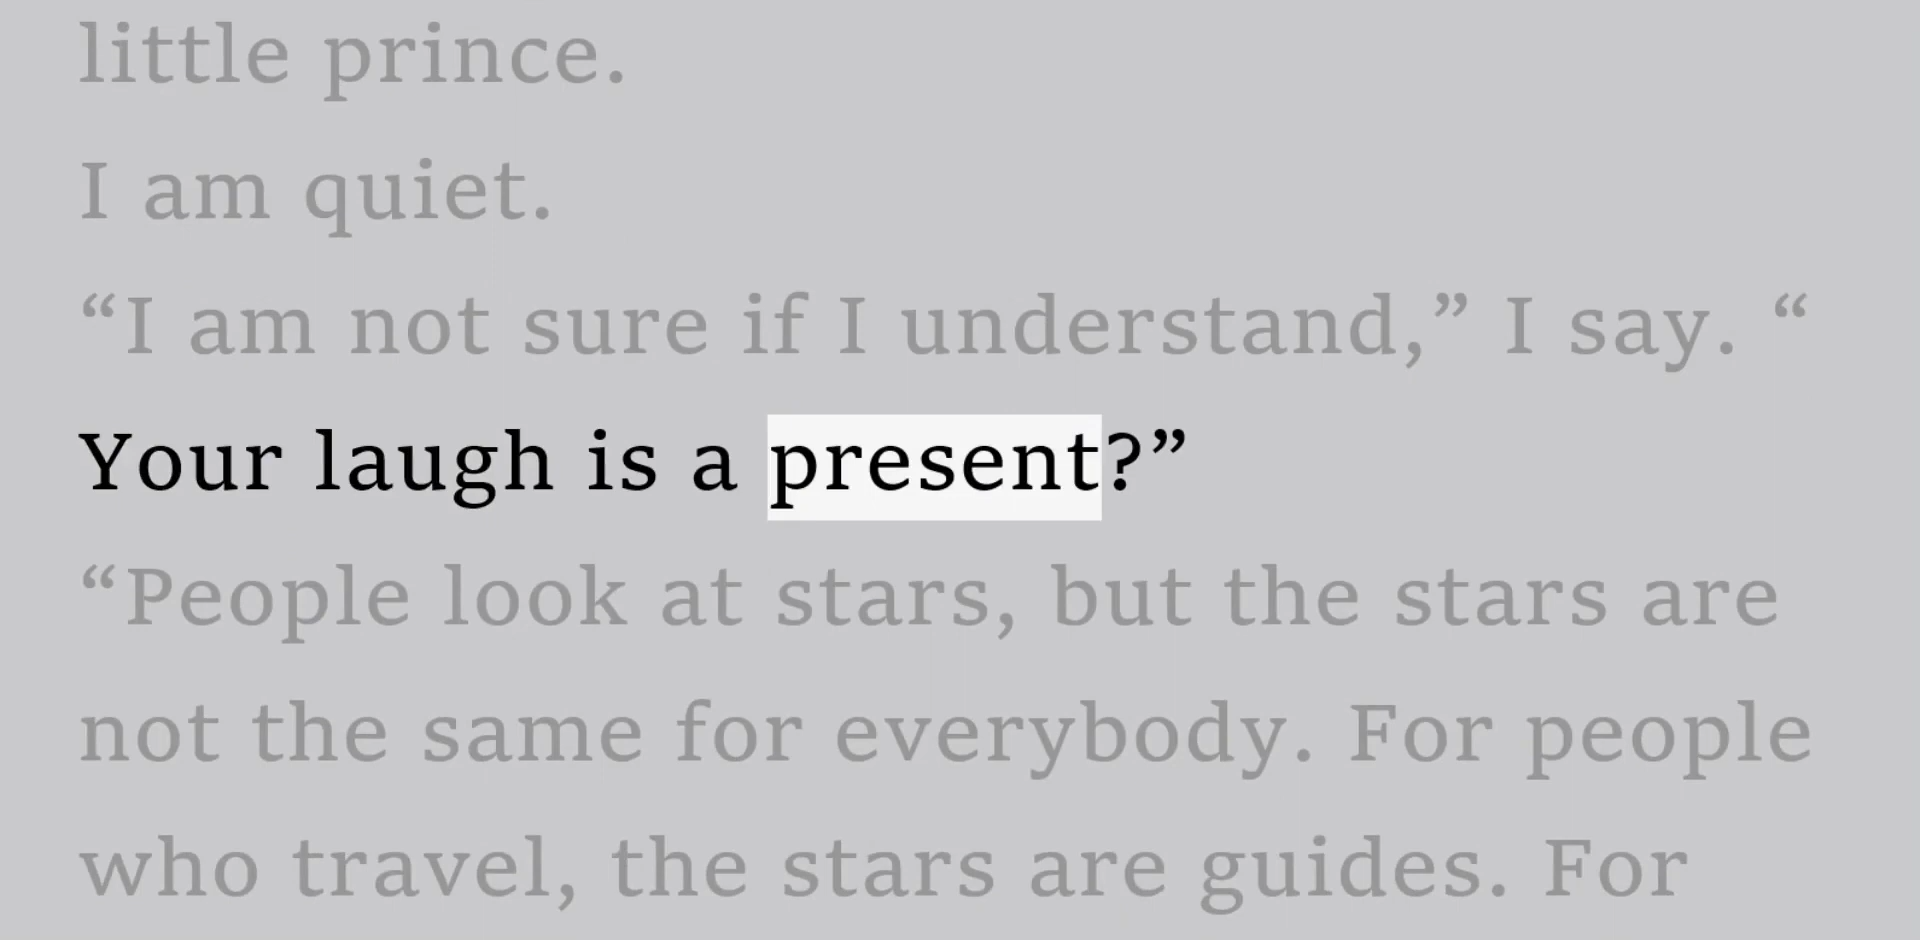 little prince.
I am quiet.
“I am not sure if I understand,” I say. “
Your laugh is a present?”
“People look at stars, but the stars are
not the same for everybody. For people
who travel, the stars are guides. For